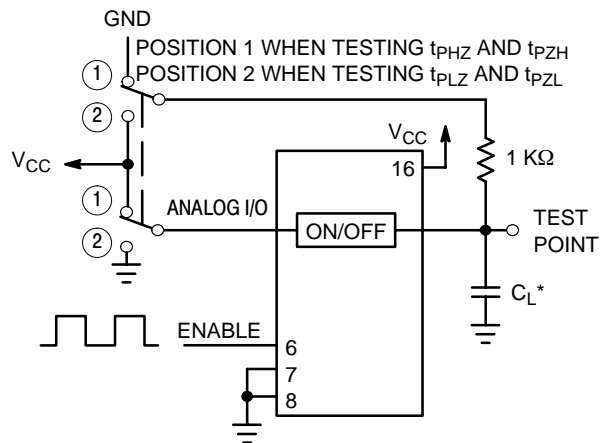 GND
POSITION 1 WHEN TESTING tPHZ AND tPZH
POSITION 2 WHEN TESTING tPLZ AND tPZL
1
2
VCC
VCC
16
1 KΩ
1
2
ANALOG I/O
ON/OFF
TEST
POINT
CL*
ENABLE
6
7
8